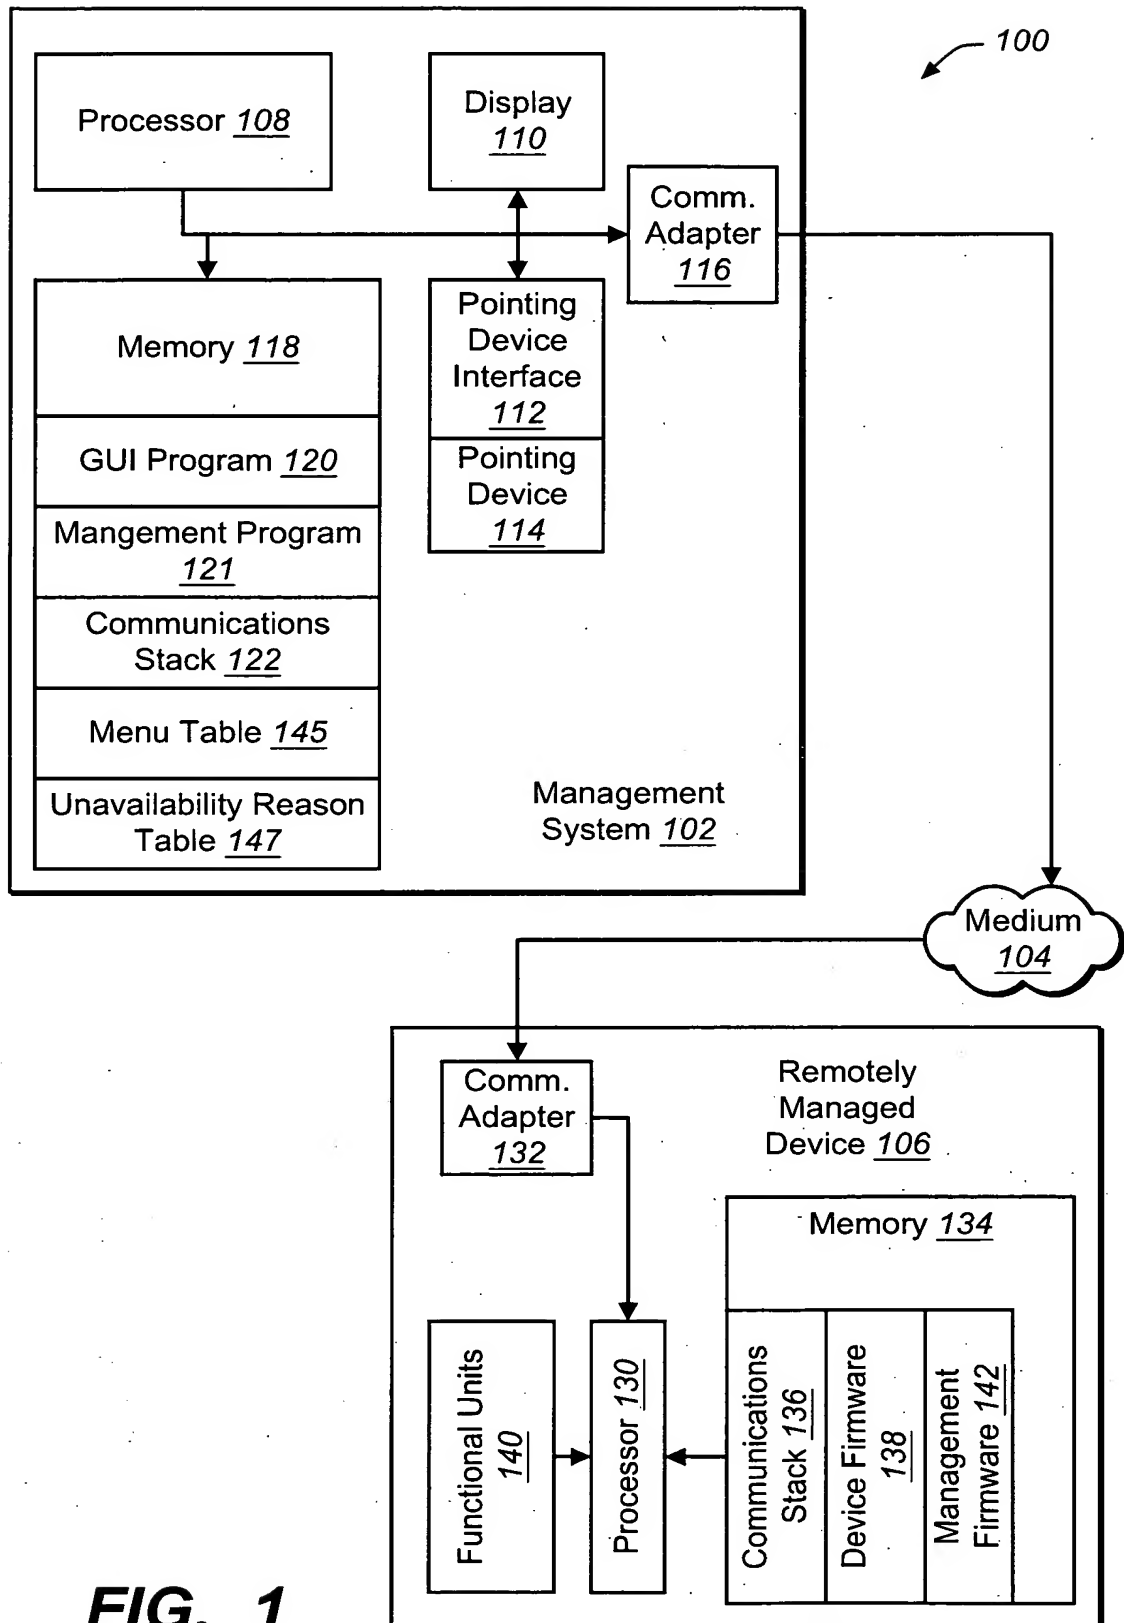 100
Processor 108
Display
110
Comm.
Adapter
116
Memory 118
Pointing
Device
Interface
112
GUI Program 120
Pointing
Device
114
Mangement Program
121
Communications
Stack 122
Menu Table 145
Unavailability Reason
Table 147
Management
System 102
Medium
104
Comm.
Adapter
132
Remotely
Managed
Device 106
Memory 134
Functional Units
140
Processor 130
Communications
Stack 136
Device Firmware
138
Management
Firmware 142
FIG. 1